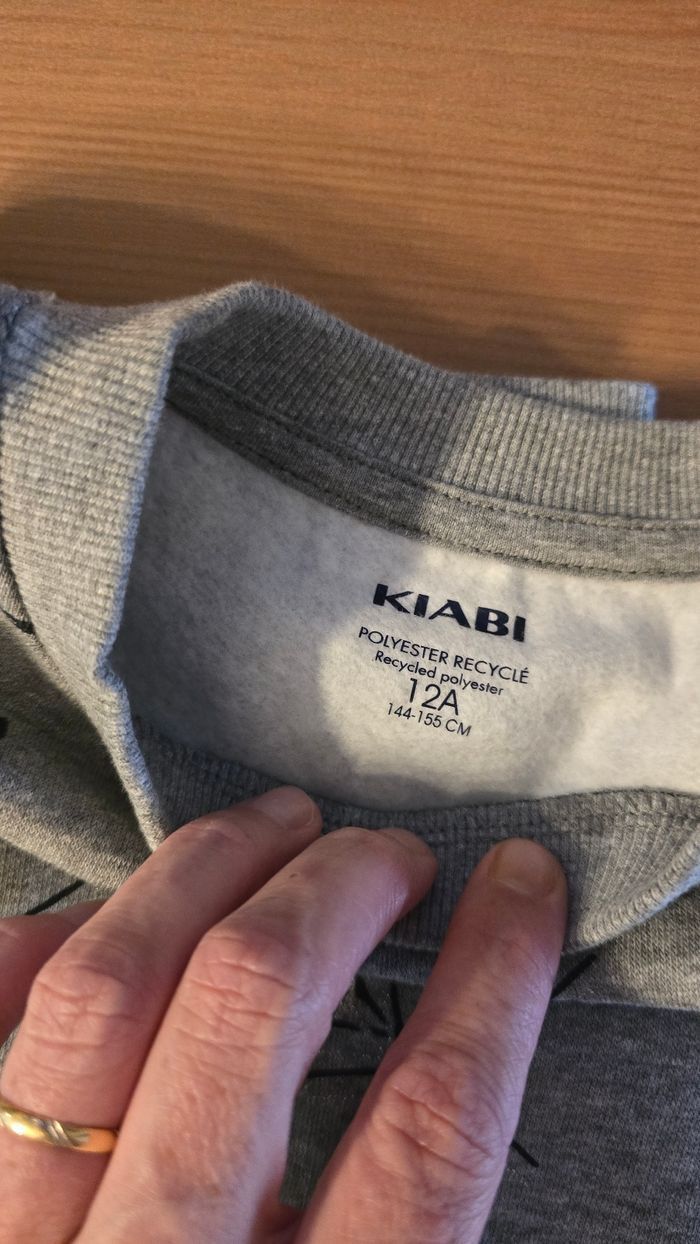 KIABI
POLYESTER RECYCLÉ
Recycled polyester
12A
144-155 CM